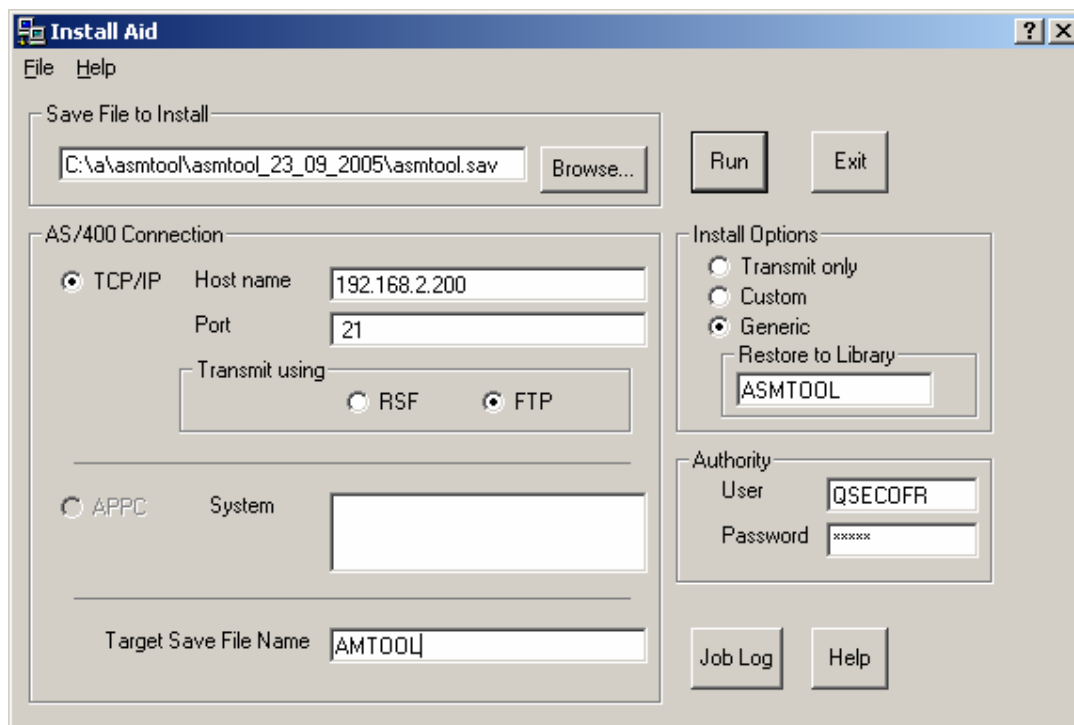 Install Aid
File Help
Save File to Install
C:\a\asmtool\asmtool_23_09_2005\asmtool.sav
Browse...
Run
Exit
AS/400 Connection
TCP/IP
Host name
192.168.2.200
Port
21
Transmit using
RSF
FTP
APPC
System
Target Save File Name
AMTOOL
Install Options
Transmit only
Custom
Generic
Restore to Library
ASMTOOL
Authority
User
QSECOFR
Password
*****
Job Log
Help